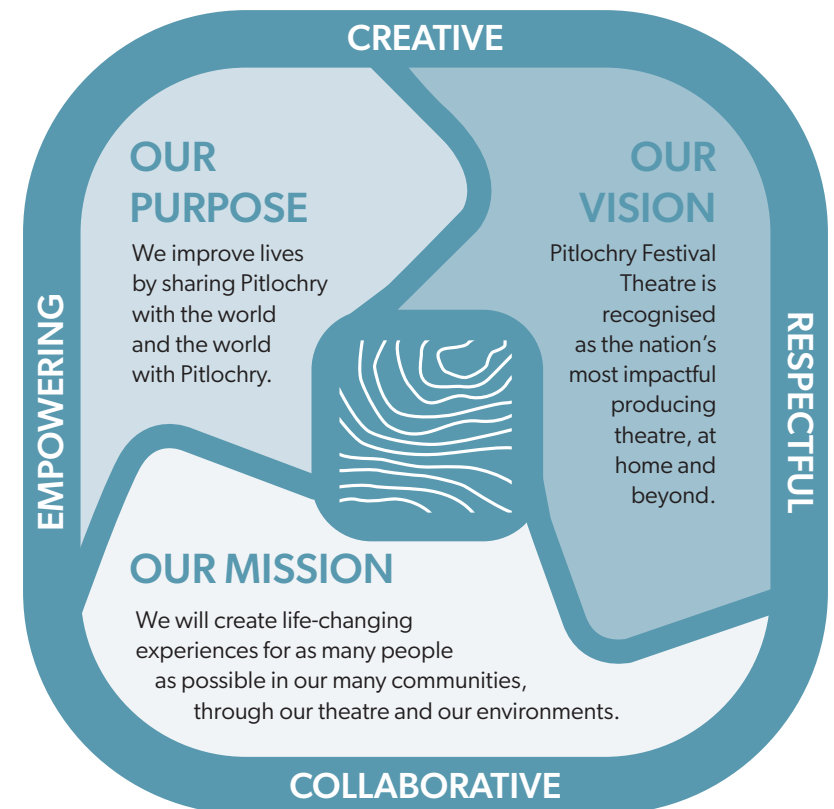 CREATIVE
OUR
PURPOSE
We improve lives
by sharing Pitlochry
with the world
and the world
with Pitlochry.
OUR
VISION
Pitlochry Festival
Theatre is
recognised
as the nation’s
most impactful
producing
theatre, at
home and
beyond.
EMPOWERING
RESPECTFUL
OUR MISSION
We will create life-changing
experiences for as many people
as possible in our many communities,
through our theatre and our environments.
COLLABORATIVE